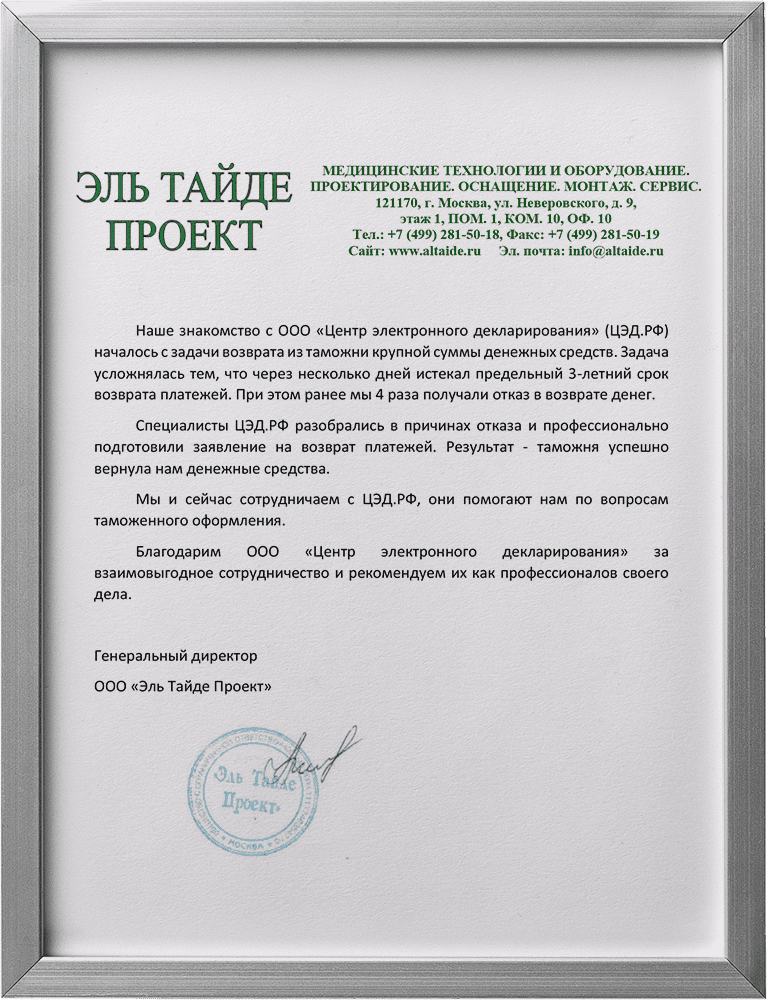 ЭЛЬ ТАЙДЕ
ПРОЕКТ
МЕДИЦИНСКИЕ ТЕХНОЛОГИИ И ОБОРУДОВАНИЕ.
ПРОЕКТИРОВАНИЕ. ОСНАЩЕНИЕ. МОНТАЖ. СЕРВИС.
121170, г. Москва, ул. Неверовского, д. 9,
этаж 1, ПОМ. 1, КОМ. 10, ОФ. 10
Тел.: +7 (499) 281-50-18, Факс: +7 (499) 281-50-19
Сайт: www.altaide.ru Эл. почта: info@altaide.ru
Наше знакомство с ООО «Центр электронного декларирования» (ЦЭД.РФ)
началось с задачи возврата из таможни крупной суммы денежных средств. Задача
усложнялась тем, что через несколько дней истекал предельный 3-летний срок
возврата платежей. При этом ранее мы 4 раза получали отказ в возврате денег.
Специалисты ЦЭД.РФ разобрались в причинах отказа и профессионально
подготовили заявление на возврат платежей. Результат - таможня успешно
вернула нам денежные средства.
Мы и сейчас сотрудничаем с ЦЭД.РФ, они помогают нам по вопросам
таможенного оформления.
Благодарим ООО «Центр электронного декларирования» за
взаимовыгодное сотрудничество и рекомендуем их как профессионалов своего
дела.
Генеральный директор
ООО «Эль Тайде Проект»
«Эль Тайде
Проект»
МОСКВА